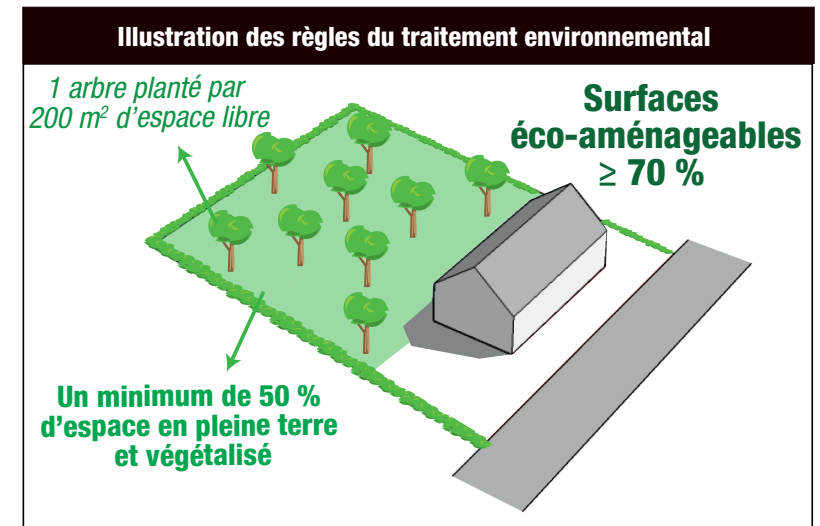 Illustration des règles du traitement environnemental
1 arbre planté par
200 m² d’espace libre
Surfaces
éco-aménageables
≥ 70 %
Un minimum de 50 %
d’espace en pleine terre
et végétalisé